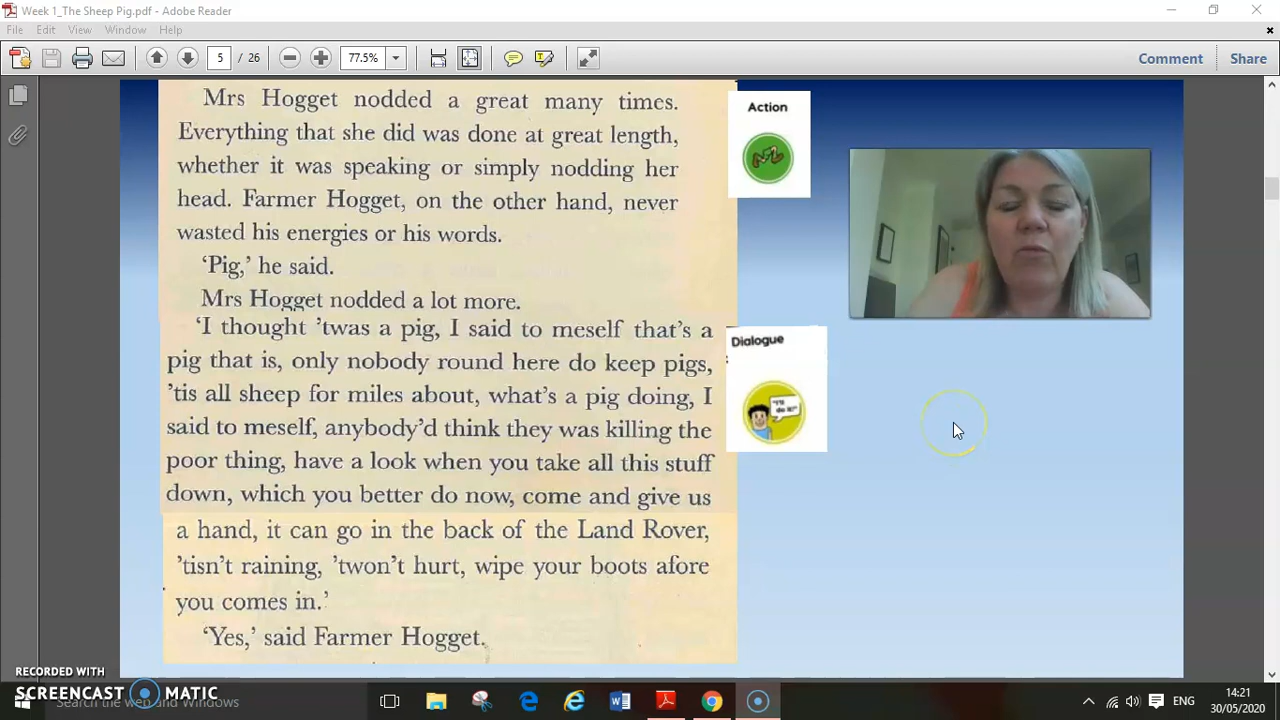 Week 1_The Sheep Pig.pdf - Adobe Reader
File Edit View Window Help
5 / 26 77.5% Comment Share
Mrs Hogget nodded a great many times.
Everything that she did was done at great length,
whether it was speaking or simply nodding her
head. Farmer Hogget, on the other hand, never
wasted his energies or his words.
‘Pig,’ he said.
Mrs Hogget nodded a lot more.
‘I thought ’twas a pig, I said to meself that’s a
pig that is, only nobody round here do keep pigs,
’tis all sheep for miles about, what’s a pig doing, I
said to meself, anybody’d think they was killing the
poor thing, have a look when you take all this stuff
down, which you better do now, come and give us
a hand, it can go in the back of the Land Rover,
’tisn’t raining, ’twon’t hurt, wipe your boots afore
you comes in.’
‘Yes,’ said Farmer Hogget.
Action
Dialogue
"I'll
do it!"
RECORDED WITH
SCREENCAST MATIC
Search the web and Windows
ENG
14:21
30/05/2020